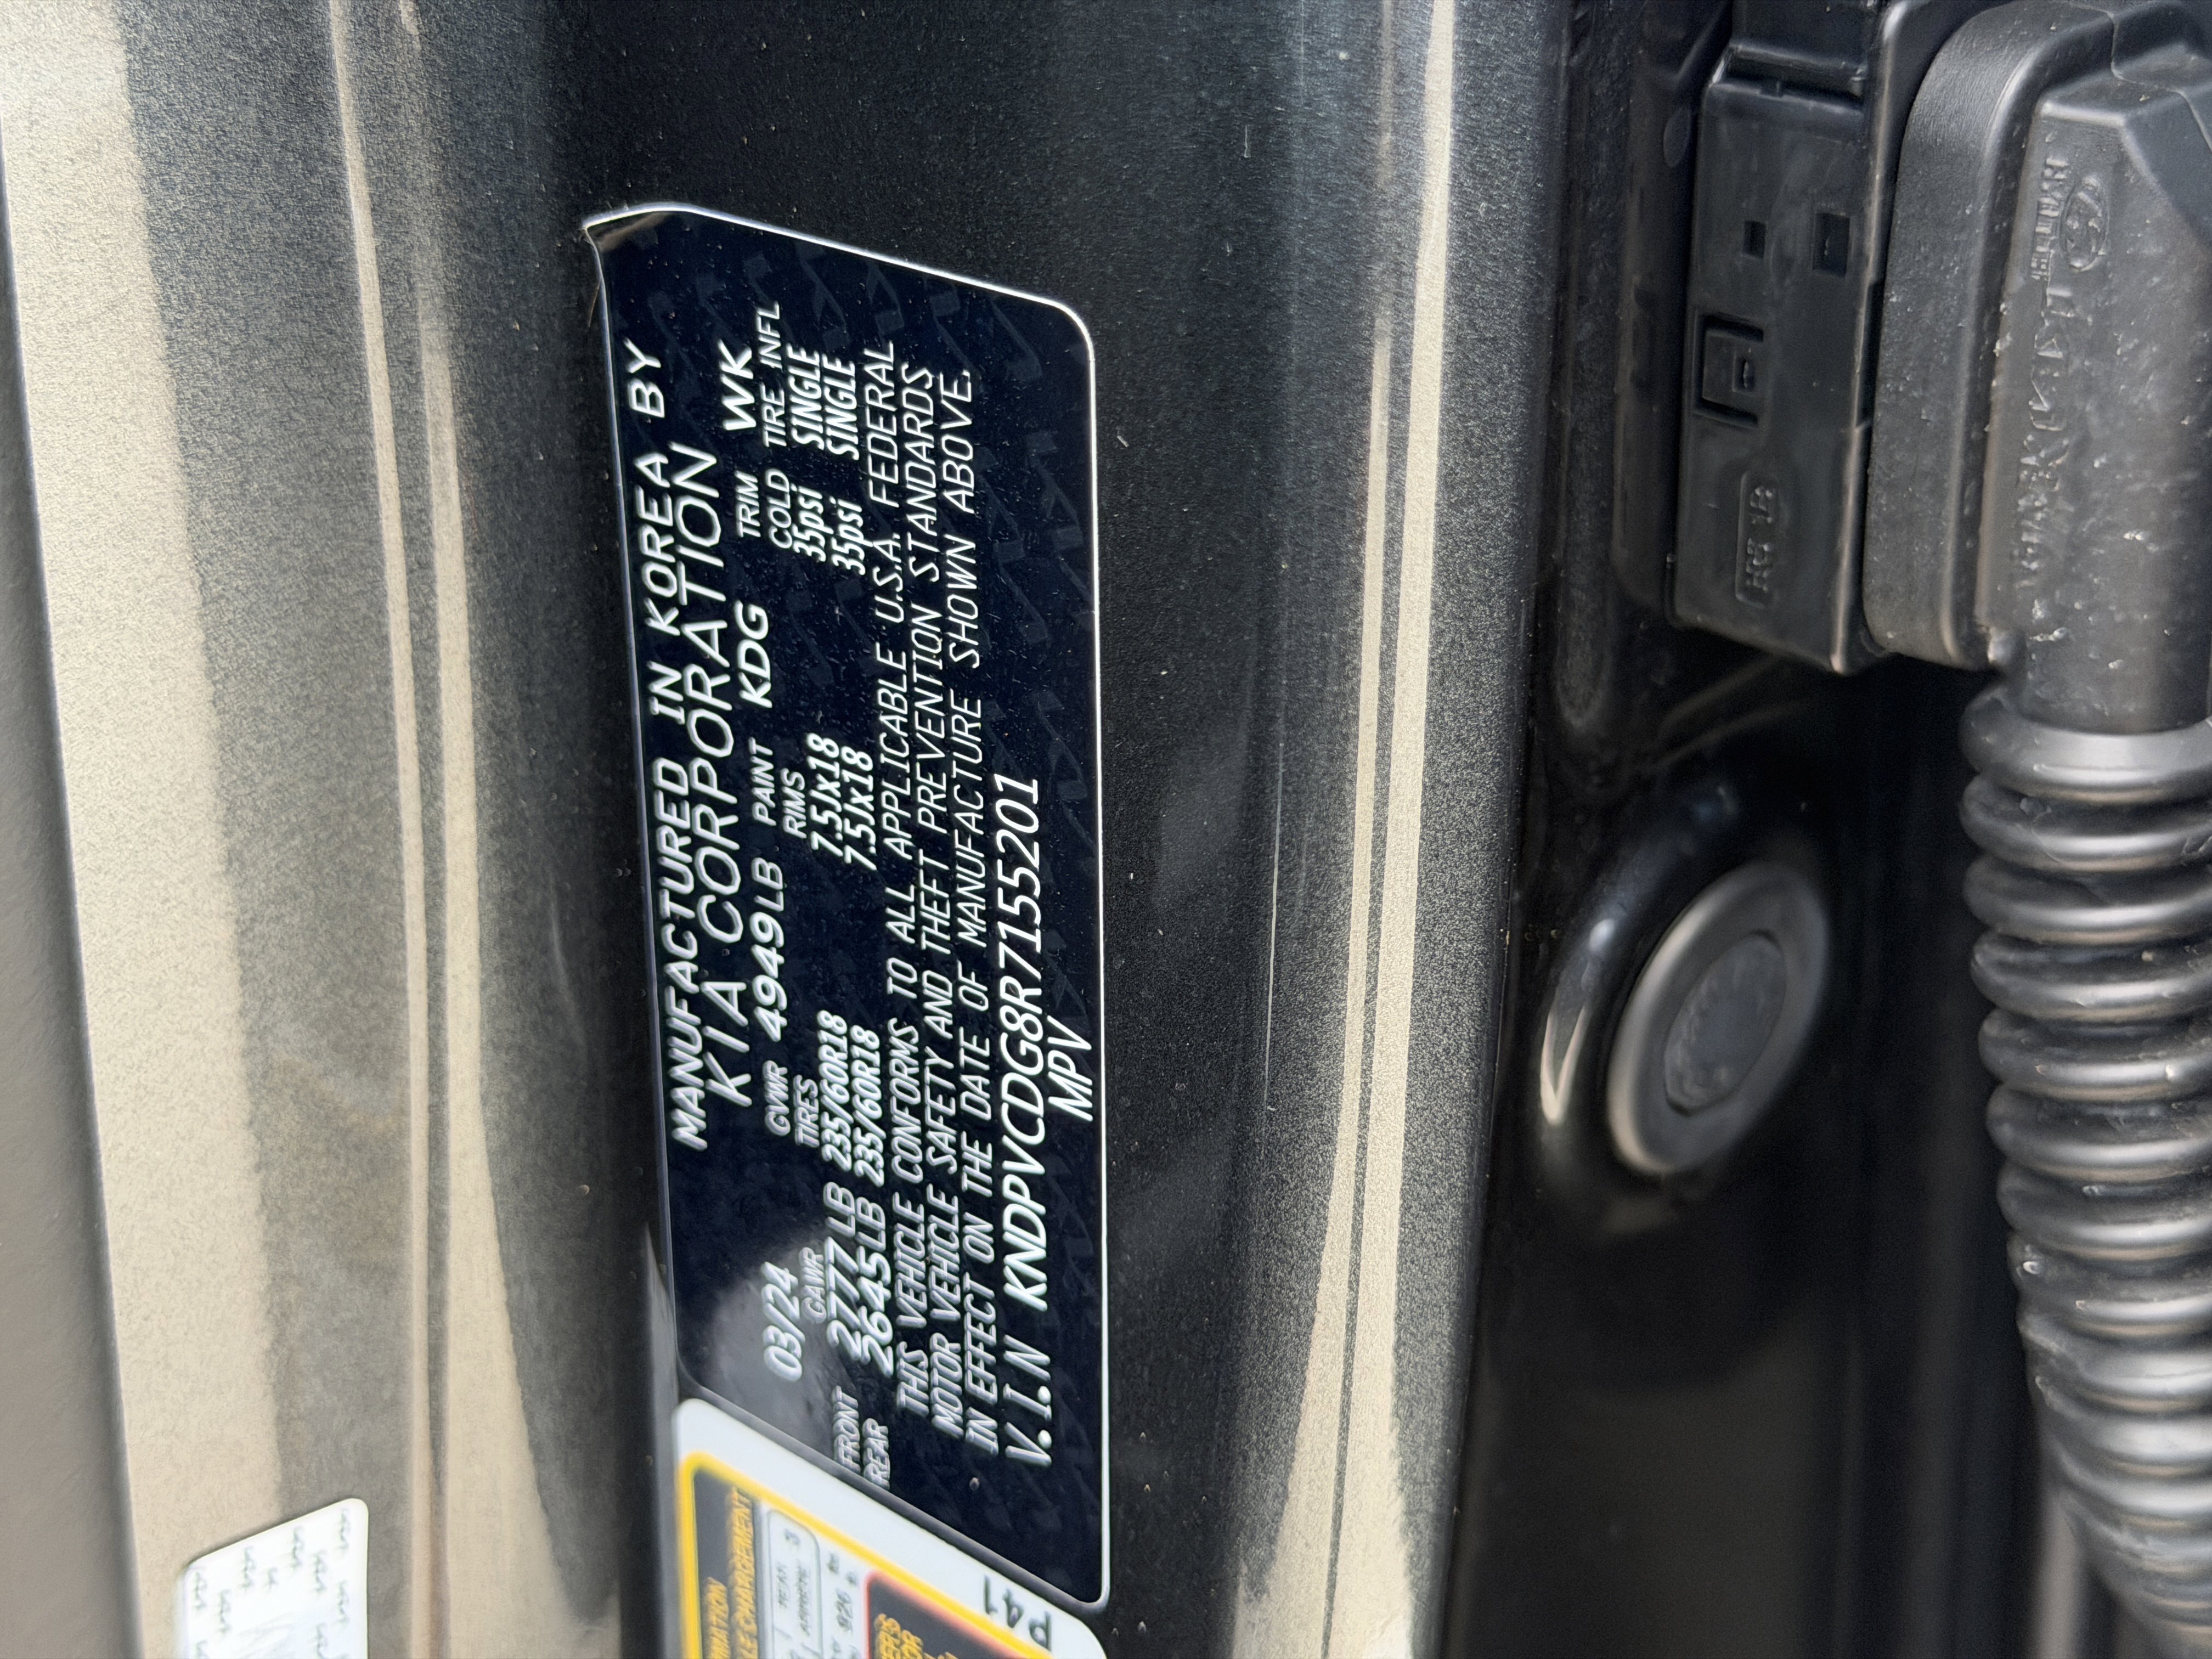 MANUFACTURED IN KOREA BY
KIA CORPORATION
03/24 GVWR 4949LB PAINT KDG TRIM WK
GAWR TIRES RIMS COLD TIRE INFL
FRONT 2777LB 235/60R18 7.5Jx18 35psi SINGLE
REAR 2645LB 235/60R18 7.5Jx18 35psi SINGLE
THIS VEHICLE CONFORMS TO ALL APPLICABLE U.S.A. FEDERAL
MOTOR VEHICLE SAFETY AND THEFT PREVENTION STANDARDS
IN EFFECT ON THE DATE OF MANUFACTURE SHOWN ABOVE.
V.I.N KNDPVCDG8R7155201
MPV
P41
REAR 3
ARRIÈRE